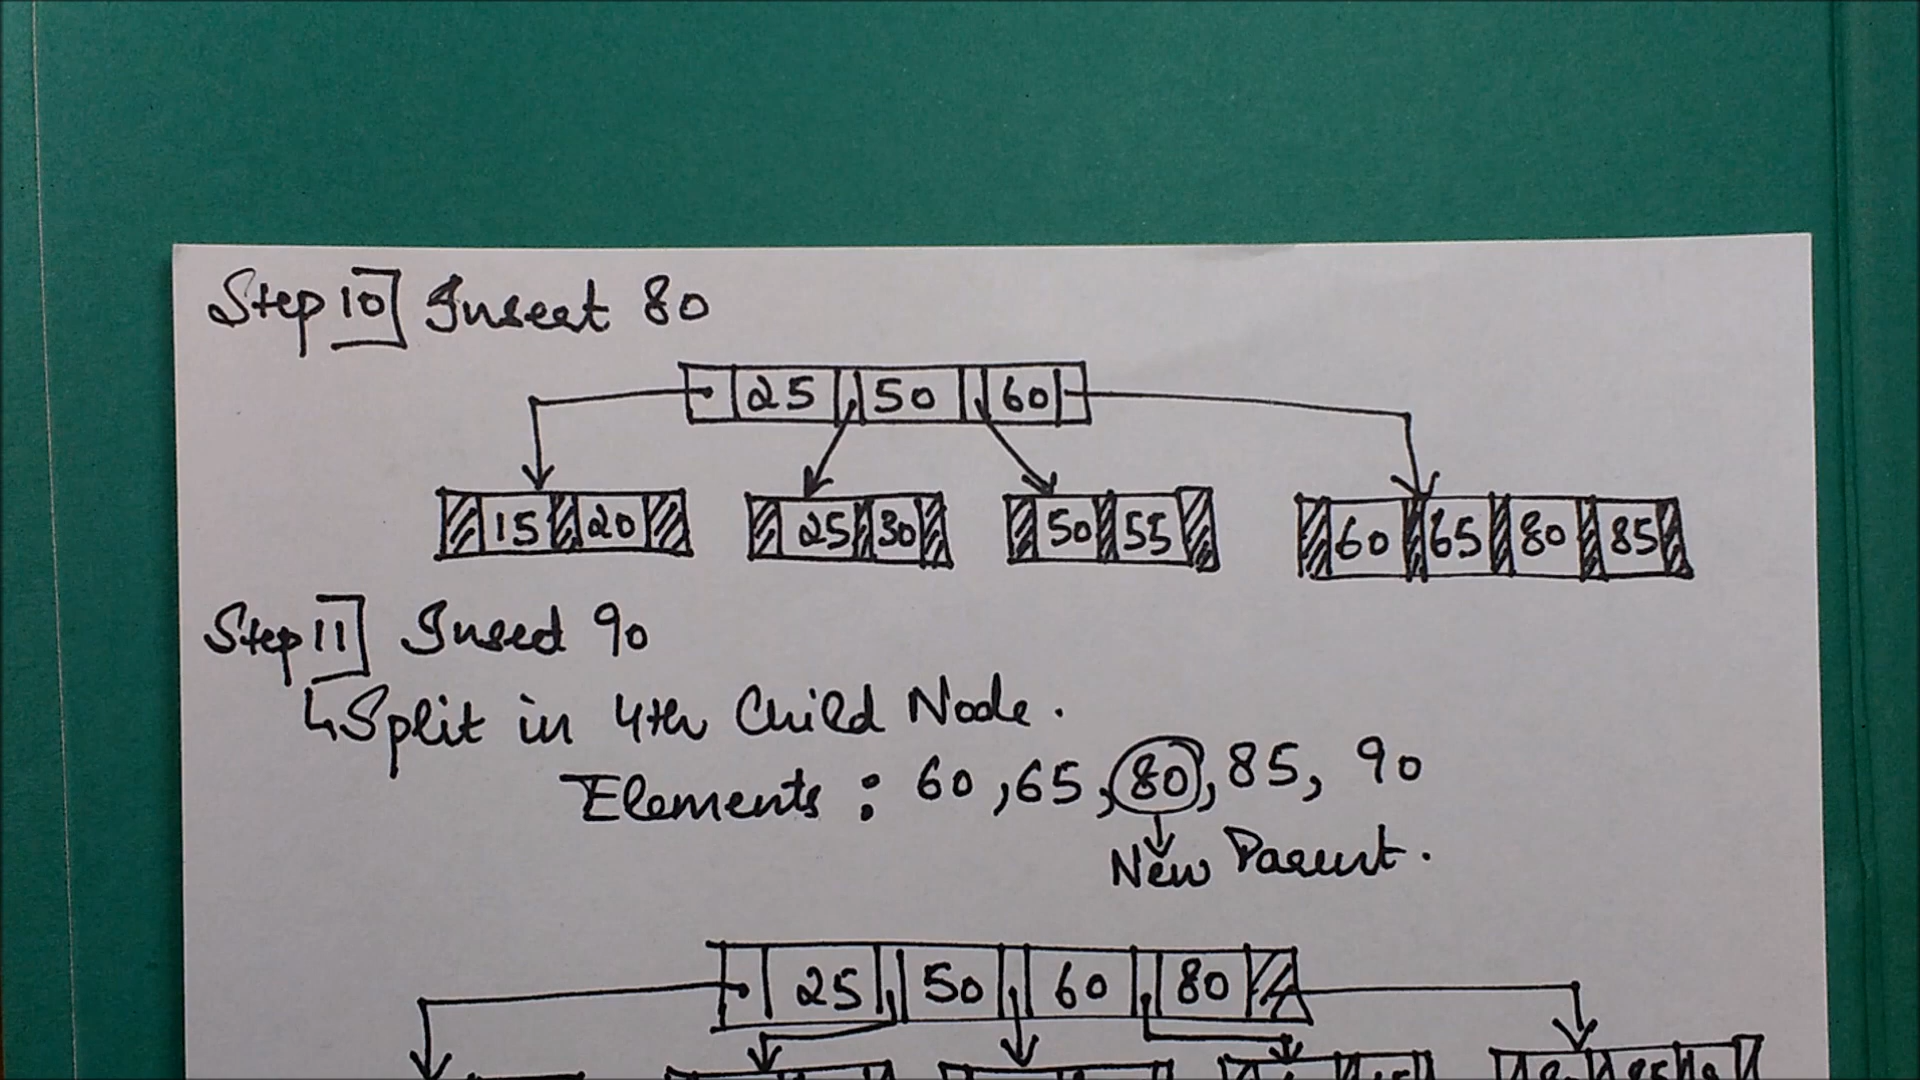 Step 10] Insert 80
25 50 60
15 20 25 30 50 55 60 65 80 85
Step 11] Insert 90
↳ Split in 4th Child Node.
Elements : 60, 65, 80, 85, 90
New Parent.
25 50 60 80